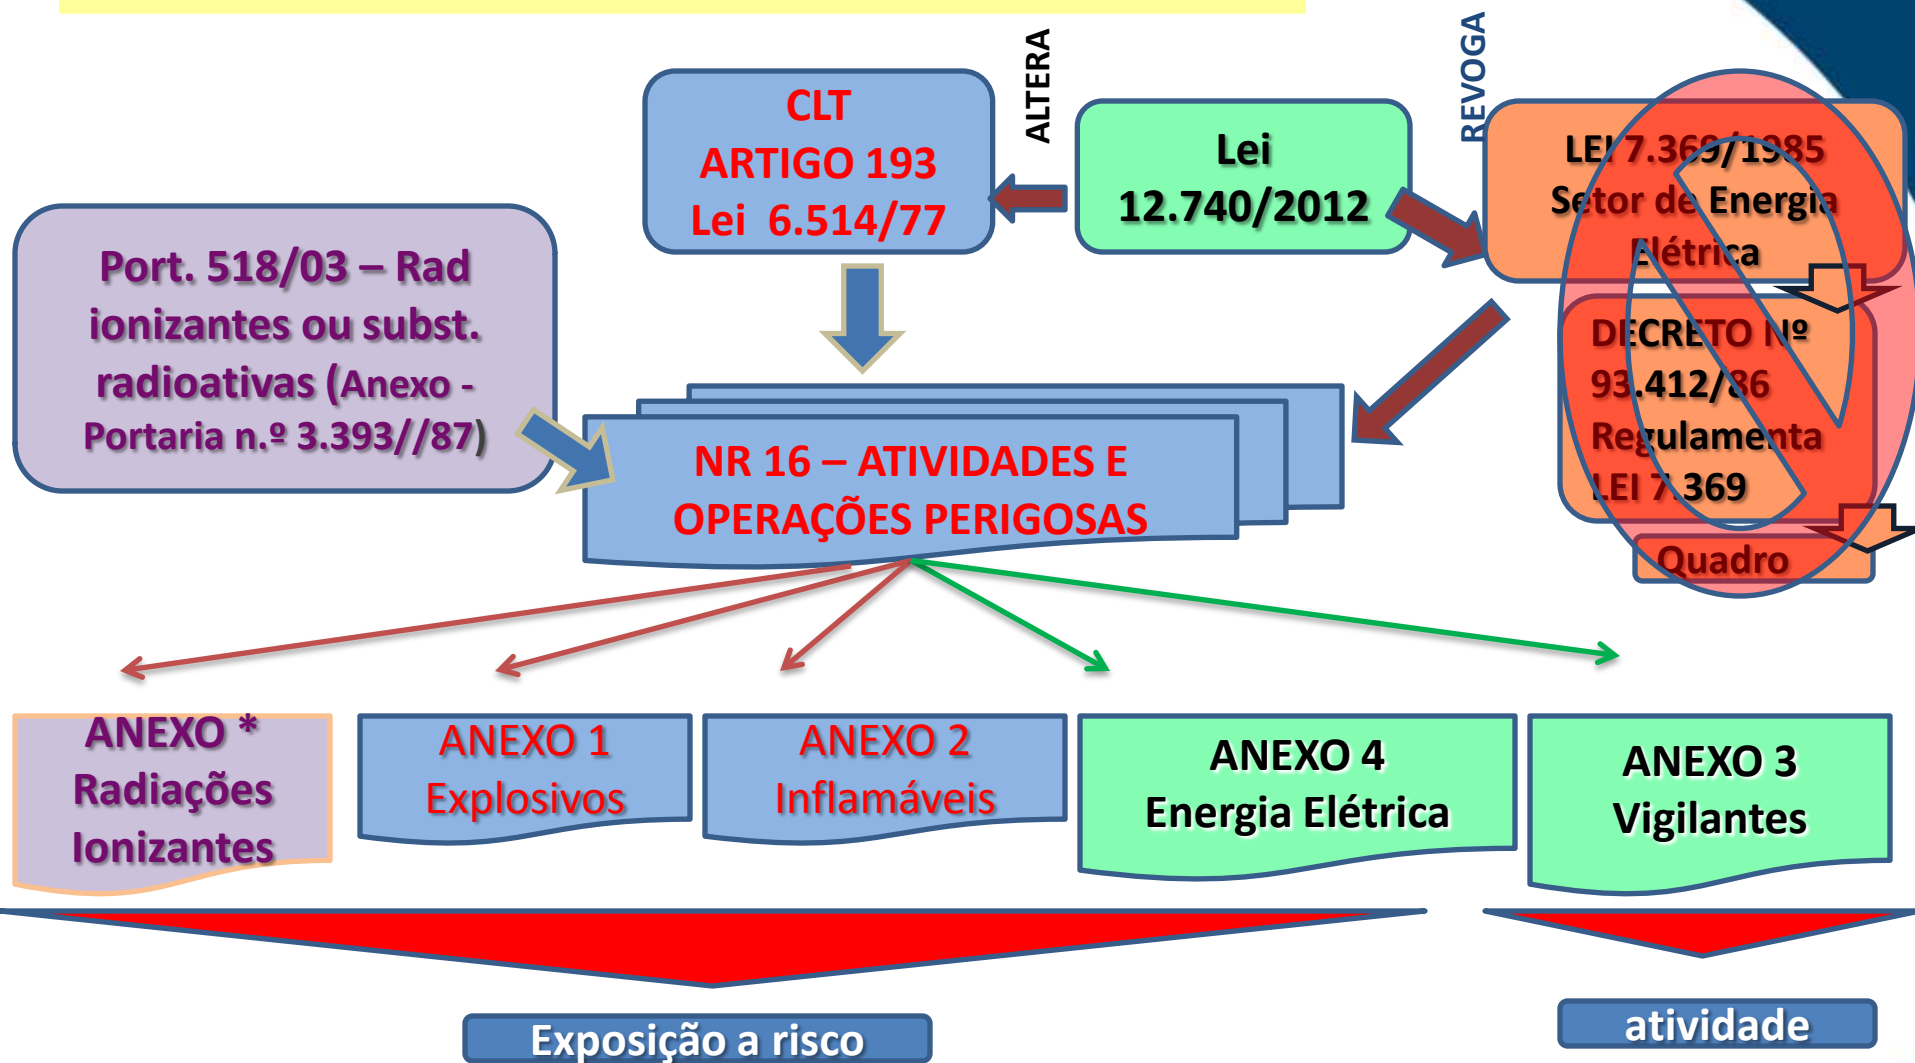 ALTERA
REVOGA
CLT
ARTIGO 193
Lei 6.514/77
Lei
12.740/2012
LEI 7.369/1985
Setor de Energia
Elétrica
Port. 518/03 – Rad
ionizantes ou subst.
radioativas (Anexo -
Portaria n.º 3.393//87)
DECRETO Nº
93.412/86
Regulamenta
LEI 7.369
Quadro
NR 16 – ATIVIDADES E
OPERAÇÕES PERIGOSAS
ANEXO *
Radiações
Ionizantes
ANEXO 1
Explosivos
ANEXO 2
Inflamáveis
ANEXO 4
Energia Elétrica
ANEXO 3
Vigilantes
Exposição a risco
atividade